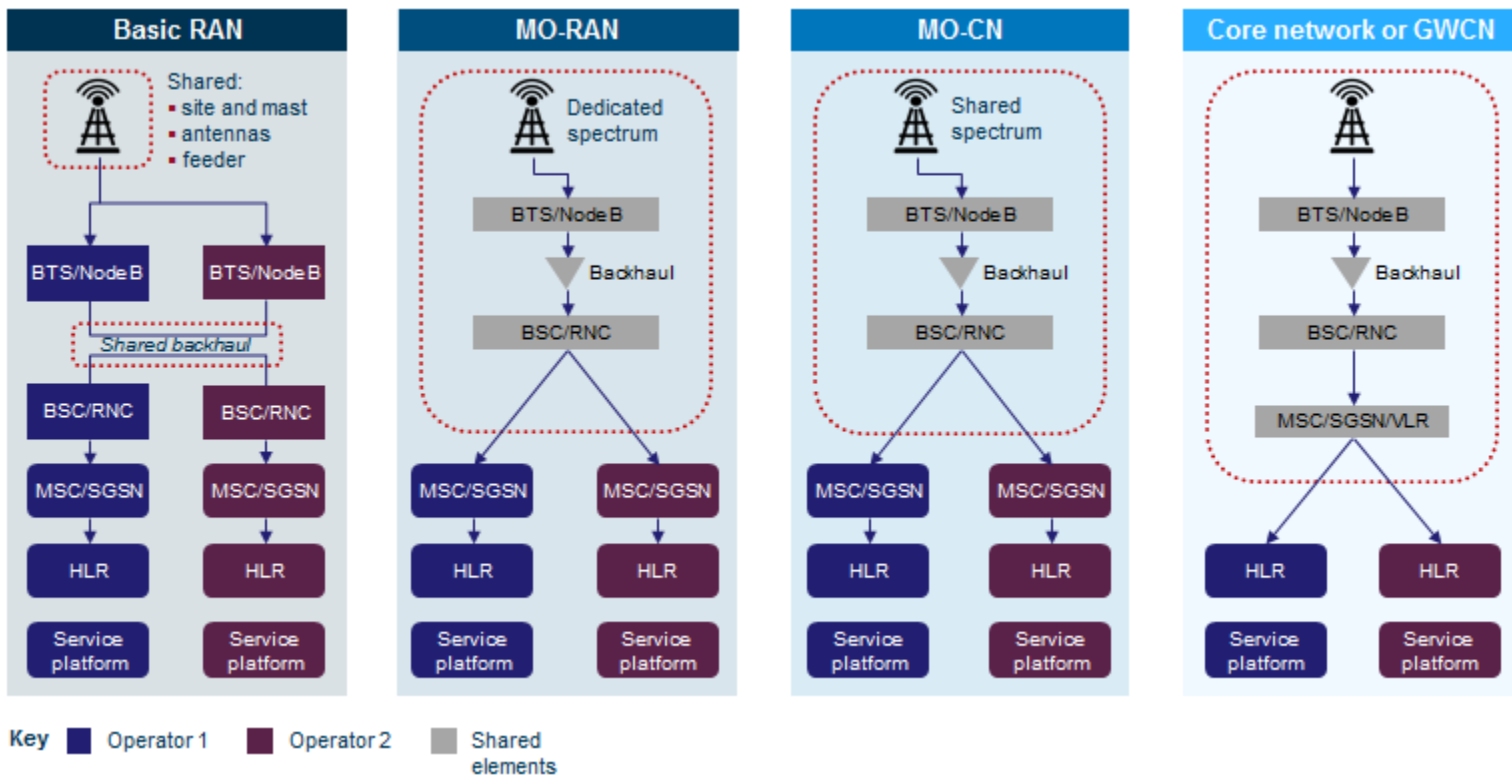 Basic RAN
Shared:
▪ site and mast
▪ antennas
▪ feeder
BTS/NodeB
BTS/NodeB
Shared backhaul
BSC/RNC
BSC/RNC
MSC/SGSN
MSC/SGSN
HLR
HLR
Service
platform
Service
platform
MO-RAN
Dedicated
spectrum
BTS/NodeB
Backhaul
BSC/RNC
MSC/SGSN
MSC/SGSN
HLR
HLR
Service
platform
Service
platform
MO-CN
Shared
spectrum
BTS/NodeB
Backhaul
BSC/RNC
MSC/SGSN
MSC/SGSN
HLR
HLR
Service
platform
Service
platform
Core network or GWCN
BTS/NodeB
Backhaul
BSC/RNC
MSC/SGSN/VLR
HLR
HLR
Service
platform
Service
platform
Key
Operator 1
Operator 2
Shared
elements